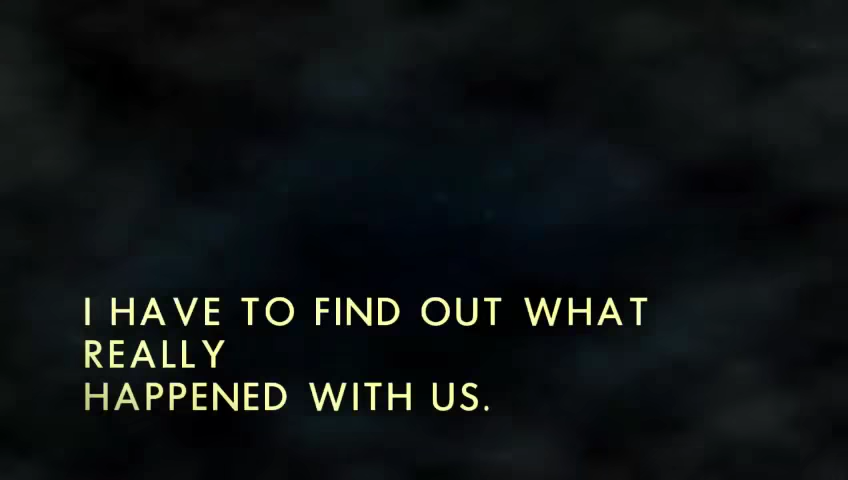 I HAVE TO FIND OUT WHAT
REALLY
HAPPENED WITH US.